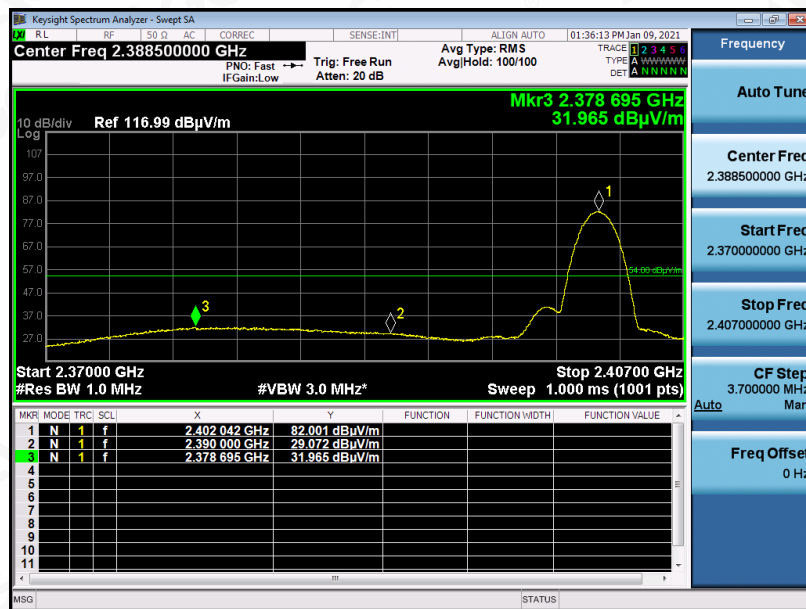 Keysight Spectrum Analyzer - Swept SA
LXI RL RF 50 Ω AC CORREC SENSE:INT ALIGN AUTO 01:36:13 PM Jan 09, 2021
Center Freq 2.388500000 GHz
PNO: Fast
IFGain:Low
Trig: Free Run
Atten: 20 dB
Avg Type: RMS
Avg|Hold: 100/100
TRACE 1 2 3 4 5 6
TYPE A WWWWW
DET A N N N N N
Mkr3 2.378 695 GHz
31.965 dBµV/m
10 dB/div Ref 116.99 dBµV/m
Log
107
97.0
87.0
77.0
67.0
57.0
47.0
37.0
27.0
1
2
3
54.00 dBµV/m
Start 2.37000 GHz Stop 2.40700 GHz
#Res BW 1.0 MHz #VBW 3.0 MHz* Sweep 1.000 ms (1001 pts)
MKR MODE TRC SCL X Y FUNCTION FUNCTION WIDTH FUNCTION VALUE
1 N 1 f 2.402 042 GHz 82.001 dBµV/m
2 N 1 f 2.390 000 GHz 29.072 dBµV/m
3 N 1 f 2.378 695 GHz 31.965 dBµV/m
4
5
6
7
8
9
10
11
MSG STATUS
Frequency
Auto Tune
Center Freq
2.388500000 GHz
Start Freq
2.370000000 GHz
Stop Freq
2.407000000 GHz
CF Step
3.700000 MHz
Auto Man
Freq Offset
0 Hz